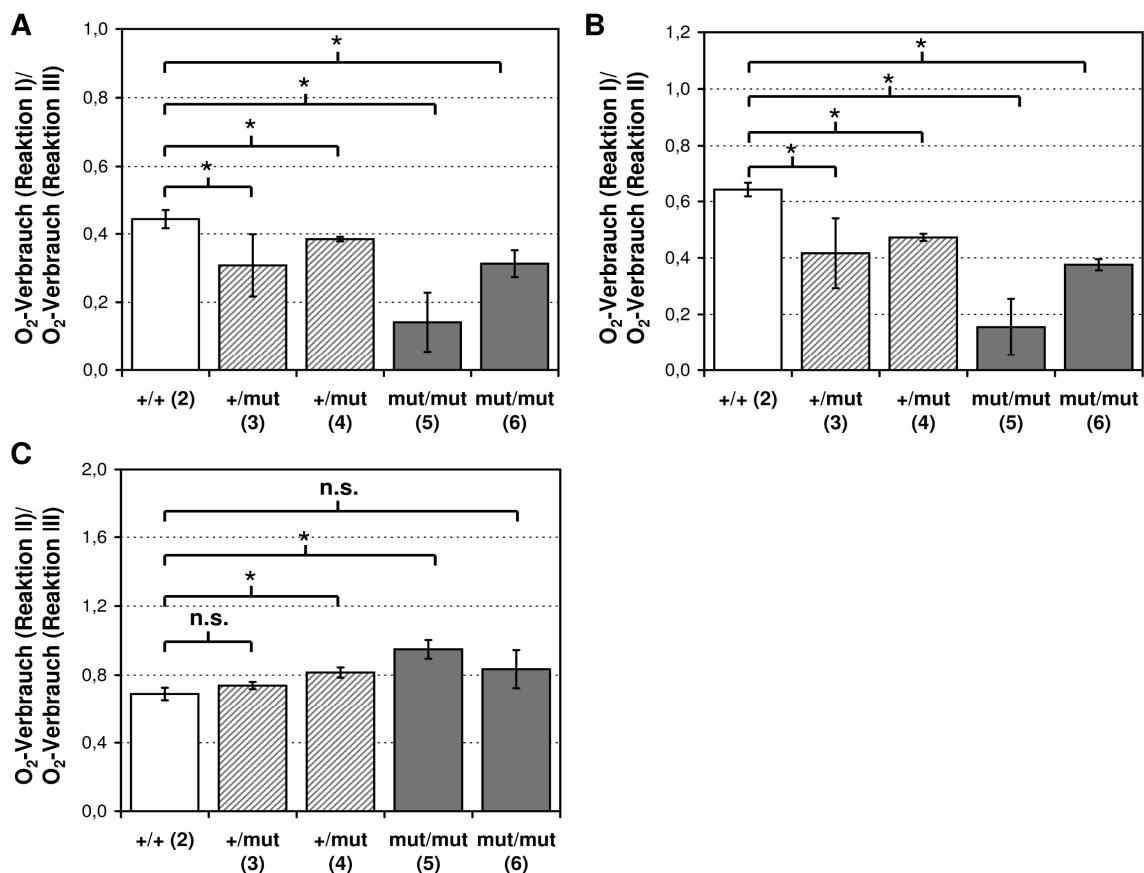 A
O2-Verbrauch (Reaktion I)/
O2-Verbrauch (Reaktion III)
1,0
0,8
0,6
0,4
0,2
0,0
*
*
*
*
+/+ (2) +/mut +/mut mut/mut mut/mut
(3) (4) (5) (6)
B
O2-Verbrauch (Reaktion I)/
O2-Verbrauch (Reaktion II)
1,2
1,0
0,8
0,6
0,4
0,2
0,0
*
*
*
*
+/+ (2) +/mut +/mut mut/mut mut/mut
(3) (4) (5) (6)
C
O2-Verbrauch (Reaktion II)/
O2-Verbrauch (Reaktion III)
2,0
1,6
1,2
0,8
0,4
0,0
n.s.
*
*
n.s.
+/+ (2) +/mut +/mut mut/mut mut/mut
(3) (4) (5) (6)